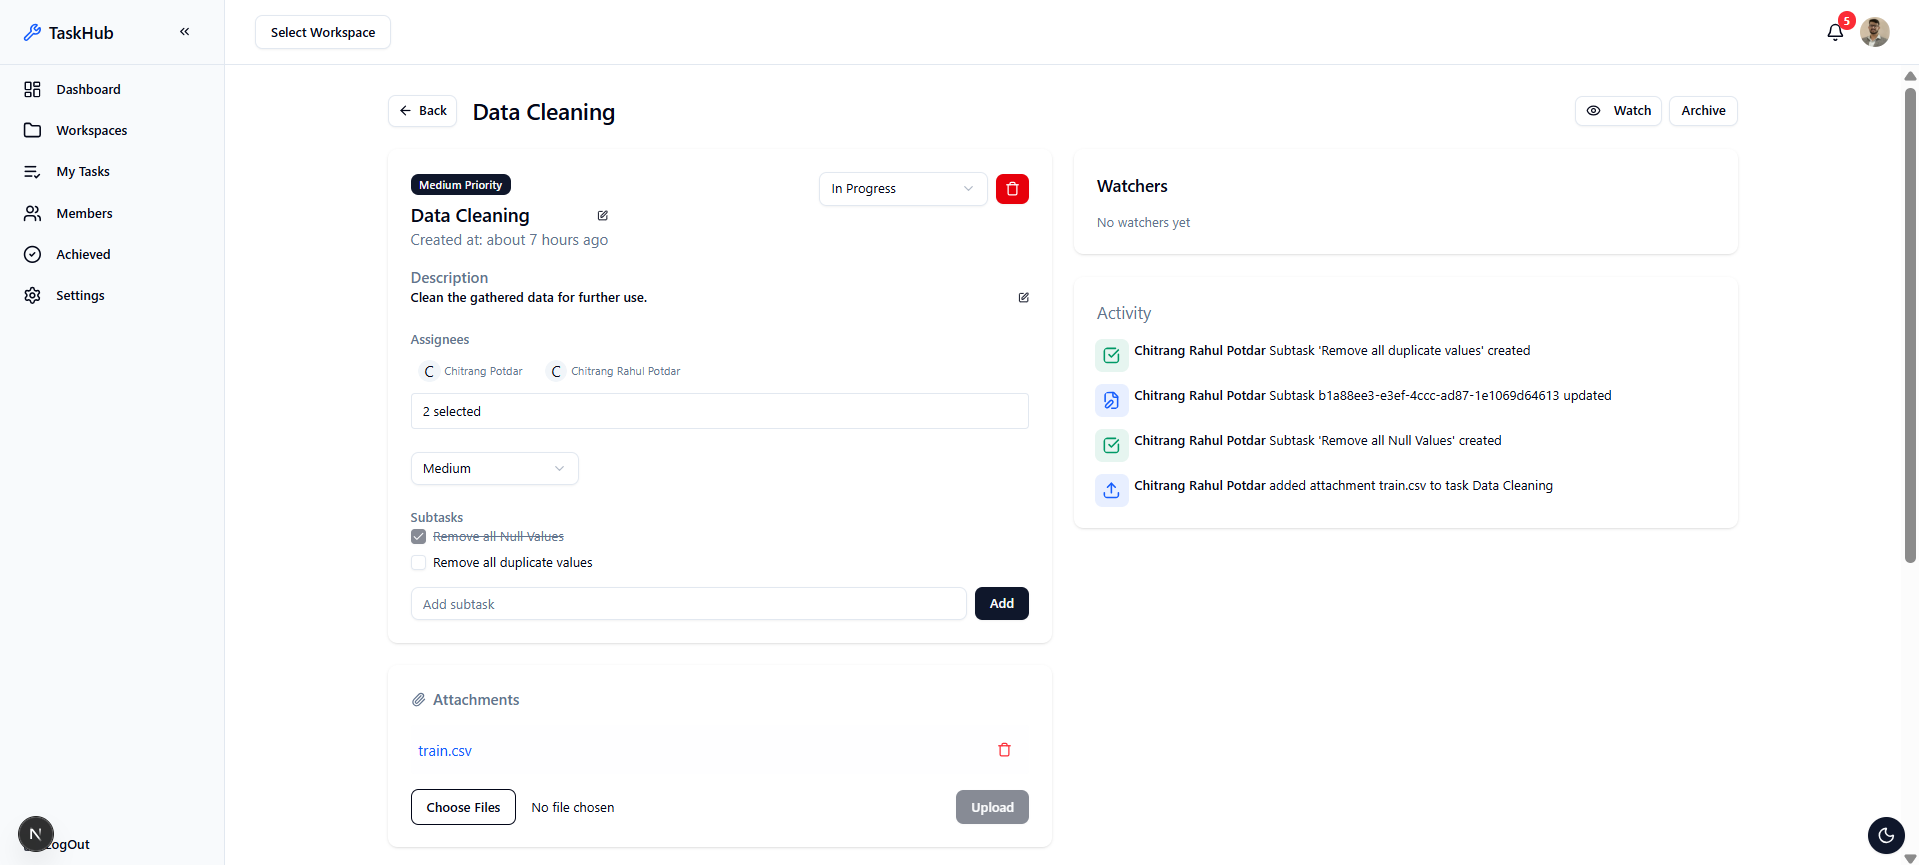 TaskHub
Select Workspace
5
Dashboard
Workspaces
My Tasks
Members
Achieved
Settings
Back
Data Cleaning
Watch
Archive
Medium Priority
In Progress
Data Cleaning
Created at: about 7 hours ago
Description
Clean the gathered data for further use.
Assignees
C Chitrang Potdar C Chitrang Rahul Potdar
2 selected
Medium
Subtasks
Remove all Null Values
Remove all duplicate values
Add subtask
Add
Attachments
train.csv
Choose Files No file chosen
Upload
Watchers
No watchers yet
Activity
Chitrang Rahul Potdar Subtask 'Remove all duplicate values' created
Chitrang Rahul Potdar Subtask b1a88ee3-e3ef-4ccc-ad87-1e1069d64613 updated
Chitrang Rahul Potdar Subtask 'Remove all Null Values' created
Chitrang Rahul Potdar added attachment train.csv to task Data Cleaning
N
LogOut